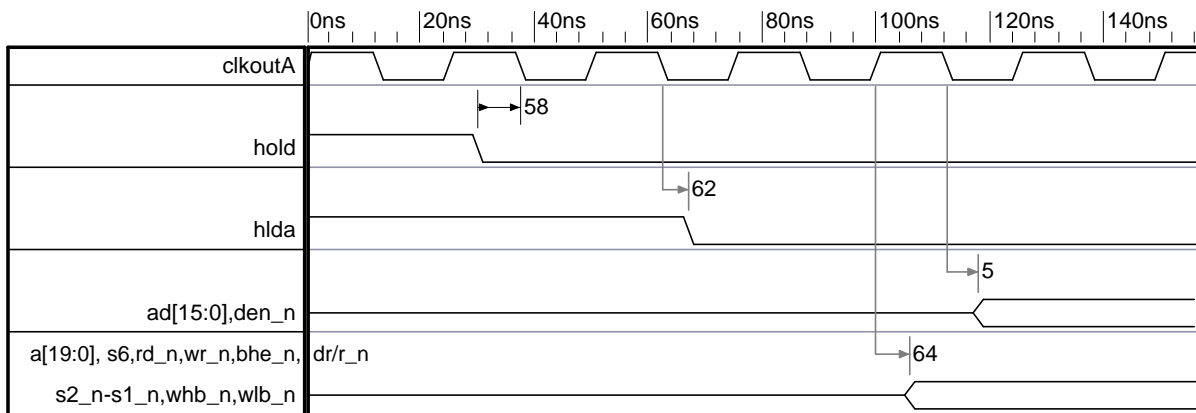 0ns 20ns 40ns 60ns 80ns 100ns 120ns 140ns
clkoutA
58
hold
62
hlda
5
ad[15:0],den_n
a[19:0], s6,rd_n,wr_n,bhe_n, dr/r_n
64
s2_n-s1_n,whb_n,wlb_n